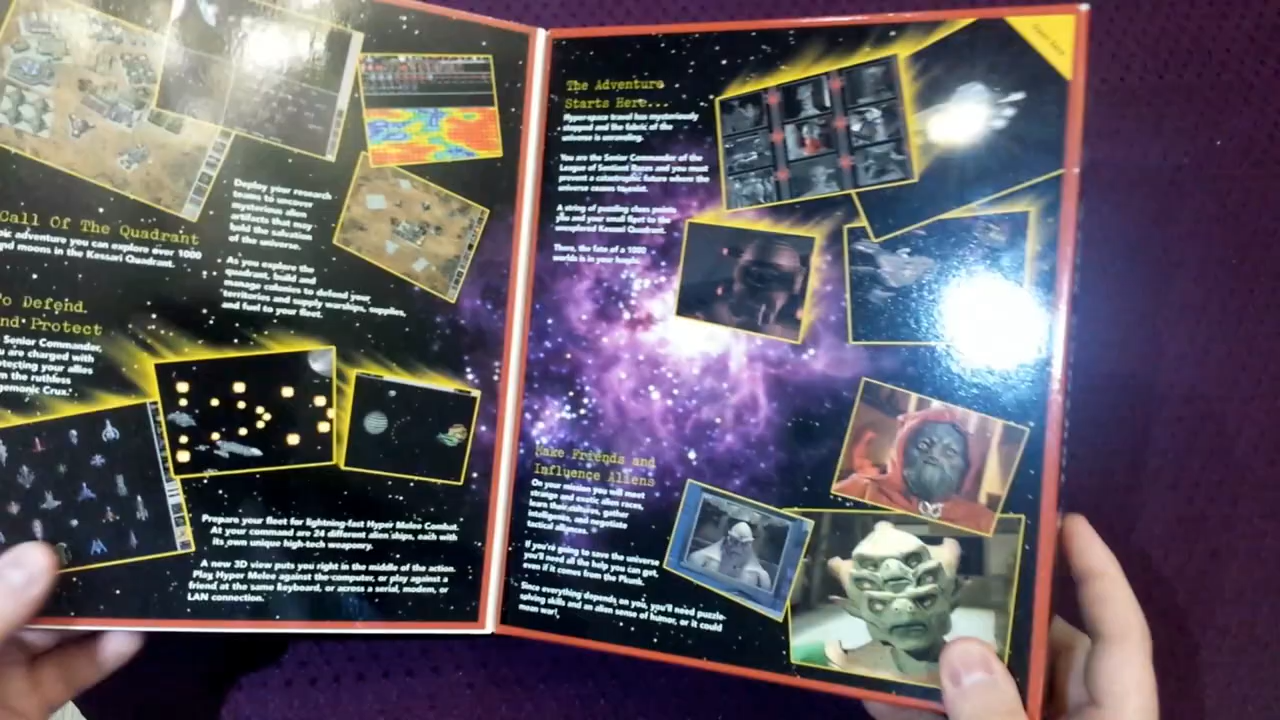 Call Of The Quadrant
adventure you can explore over 1000
moons in the Kessari Quadrant.
Deploy your research
teams to uncover
mysterious alien
artifacts that may
hold the salvation
of the universe.
As you explore the
quadrant, build and
manage colonies to defend your
territories and supply warships, supplies,
and fuel to your fleet.
To Defend
And Protect
Senior Commander,
you are charged with
protecting your allies
from the ruthless
Hegemonic Crux.
Prepare your fleet for lightning-fast Hyper Melee Combat.
At your command are 24 different alien ships, each with
its own unique high-tech weaponry.
A new 3D view puts you right in the middle of the action.
Play Hyper Melee against the computer, or play against a
friend at the same keyboard, or across a serial, modem, or
LAN connection.
The Adventure
Starts Here...
Hyperspace travel has mysteriously
stopped and the fabric of the
universe is unraveling.
You are the Senior Commander of the
League of Sentient Races and you must
prevent a catastrophic future where the
universe ceases to exist.
A string of puzzling clues points
you and your small fleet to the
unexplored Kessari Quadrant.
There, the fate of a 1000
worlds is in your hands.
Make Friends and
Influence Aliens
On your mission you will meet
strange and exotic alien races,
learn their cultures, gather
intelligence, and negotiate
tactical alliances.
If you're going to save the universe
you'll need all the help you can get,
even if it comes from the Pkunk.
Since everything depends on you, you'll need puzzle-
solving skills and an alien sense of humor, or it could
mean war!